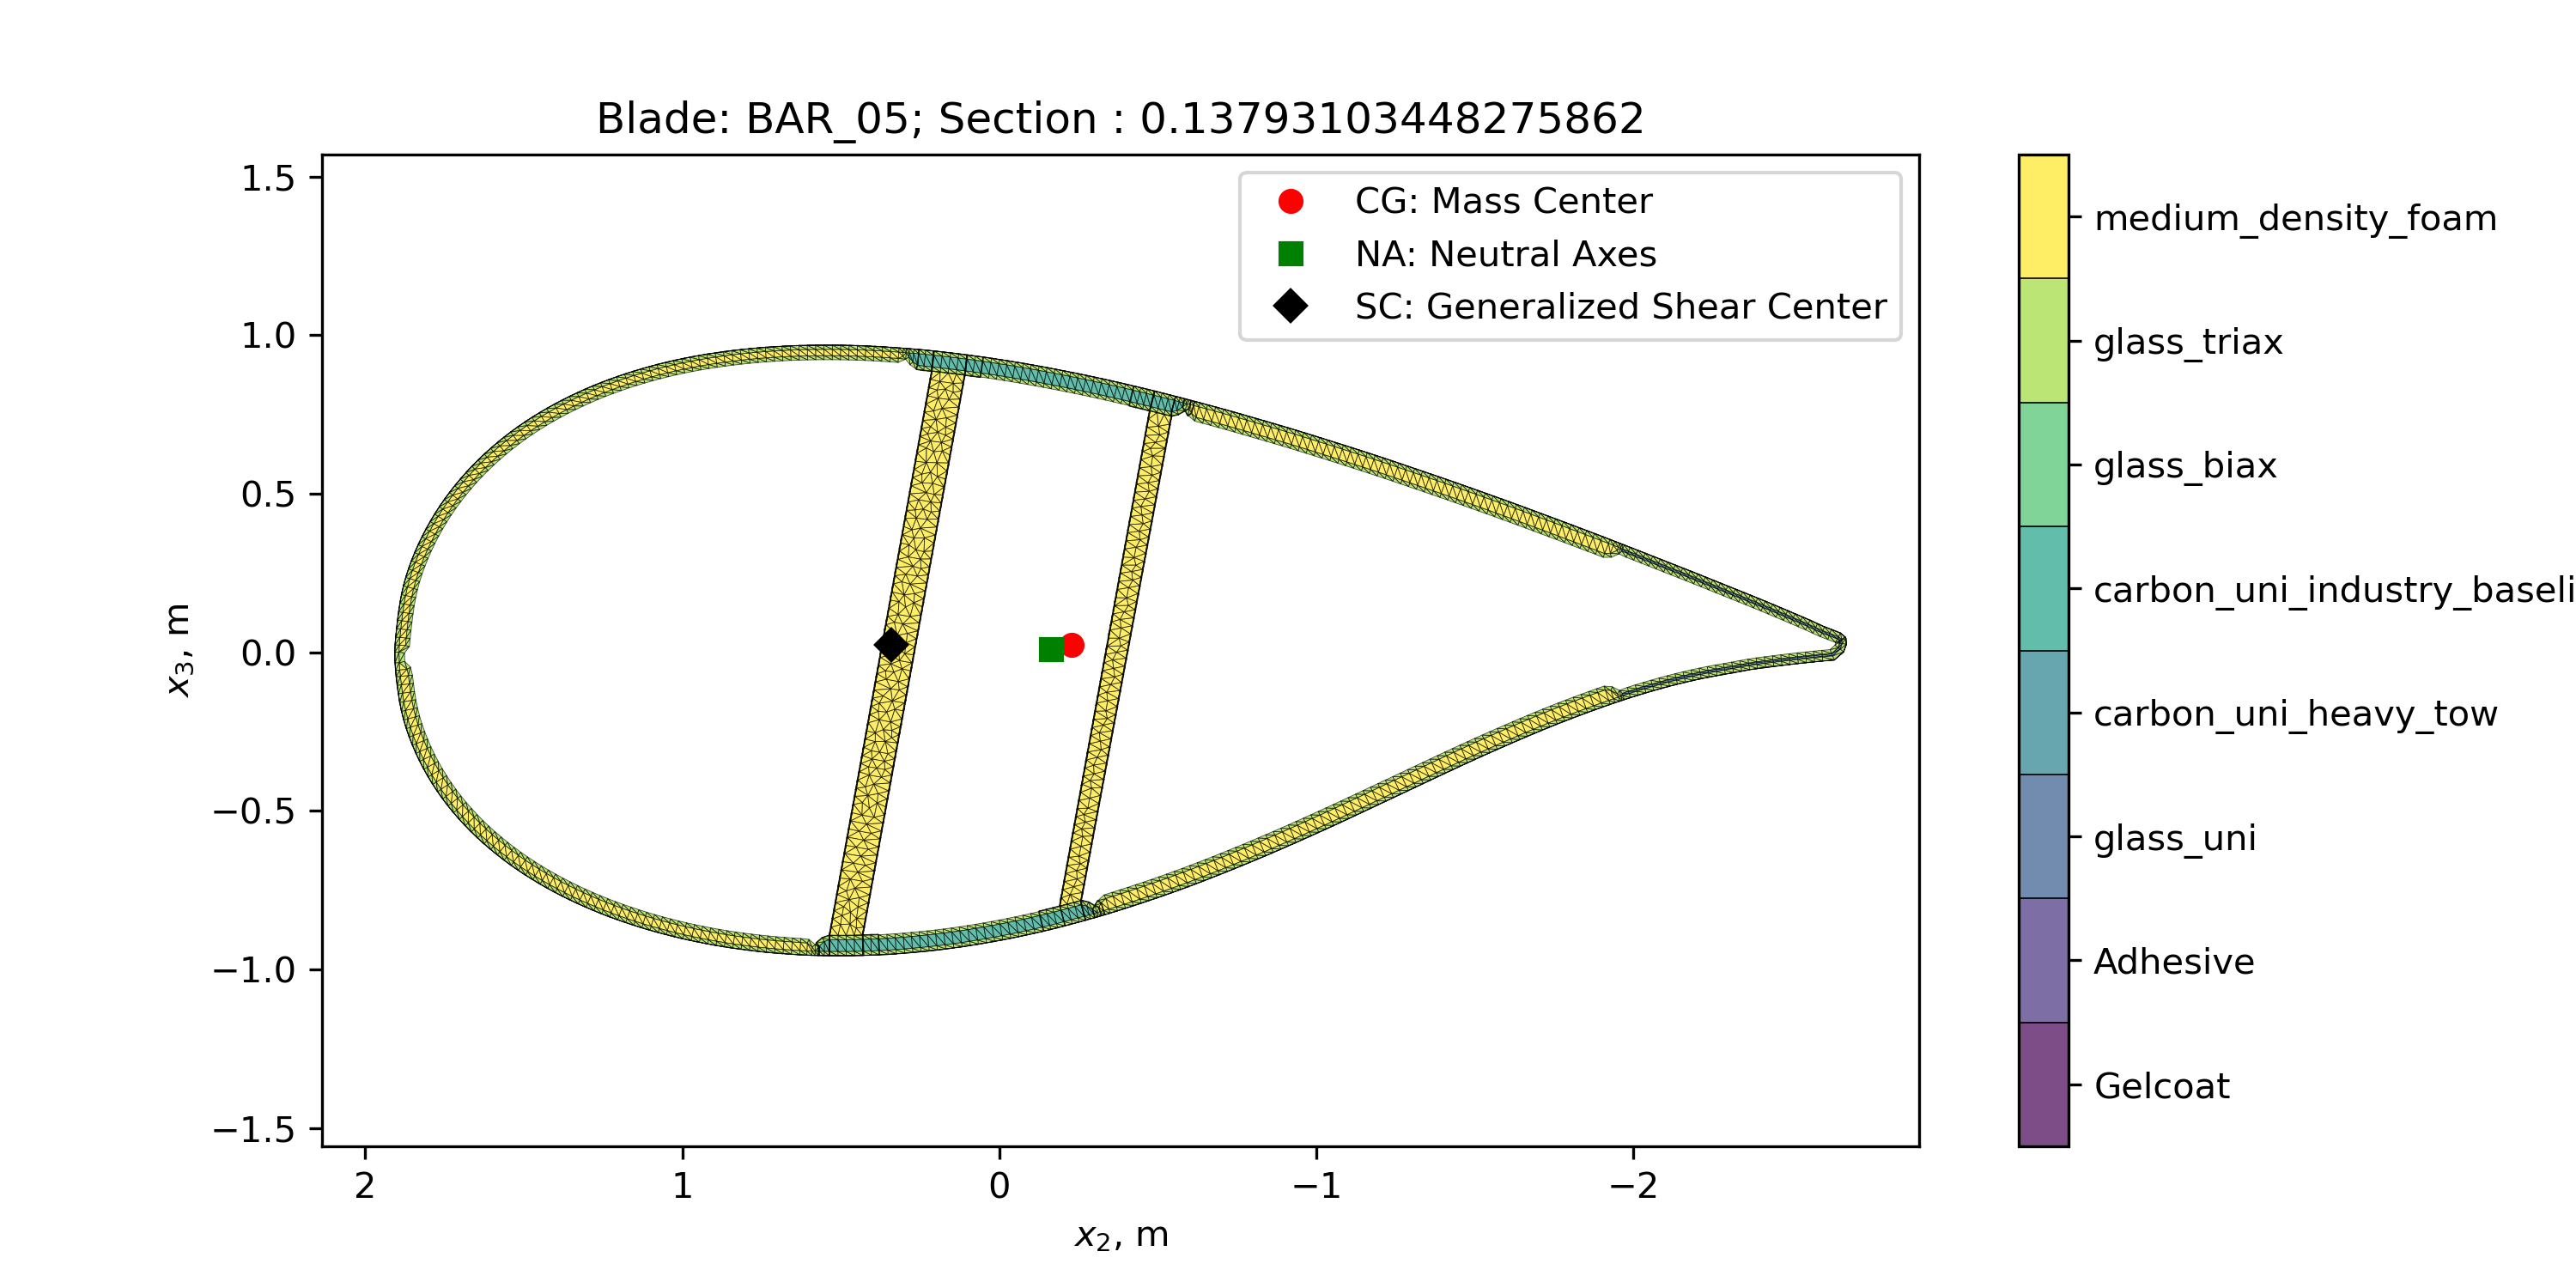 Blade: BAR_05; Section : 0.13793103448275862
CG: Mass Center
NA: Neutral Axes
SC: Generalized Shear Center
1.5
1.0
0.5
0.0
−0.5
−1.0
−1.5
x3, m
2
1
0
−1
−2
x2, m
medium_density_foam
glass_triax
glass_biax
carbon_uni_industry_baseli
carbon_uni_heavy_tow
glass_uni
Adhesive
Gelcoat